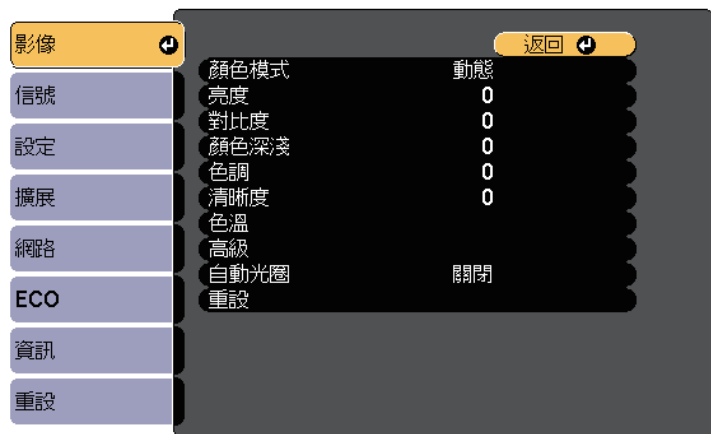 影像
信號
設定
擴展
網路
ECO
資訊
重設
返回
顏色模式 動態
亮度 0
對比度 0
顏色深淺 0
色調 0
清晰度 0
色溫
高級
自動光圈 關閉
重設